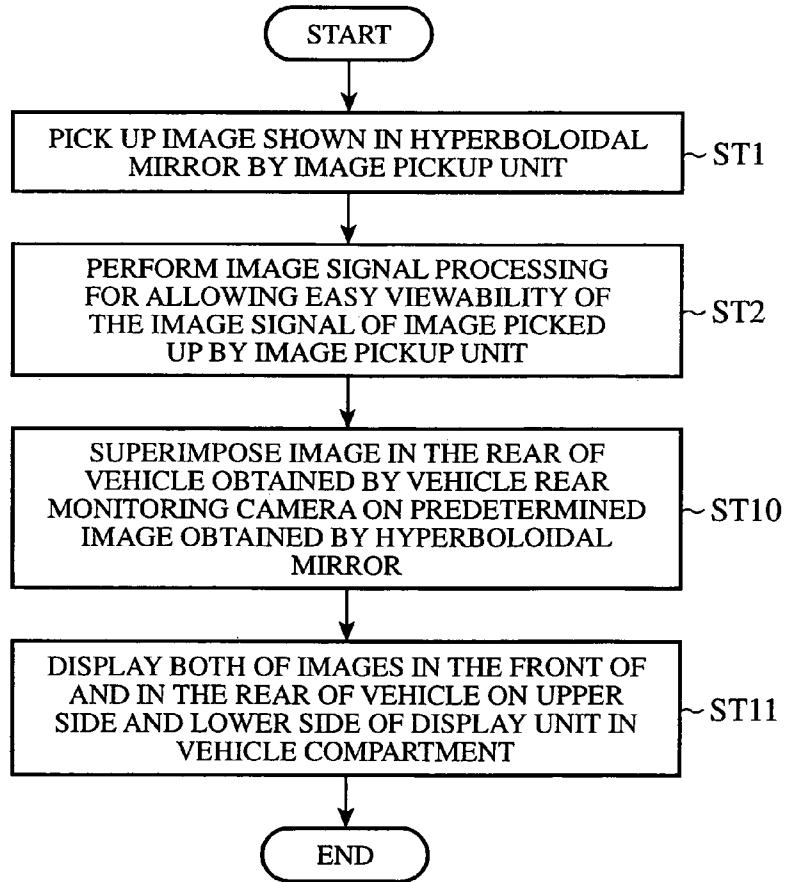 START
PICK UP IMAGE SHOWN IN HYPERBOLOIDAL
MIRROR BY IMAGE PICKUP UNIT
~ ST1
PERFORM IMAGE SIGNAL PROCESSING
FOR ALLOWING EASY VIEWABILITY OF
THE IMAGE SIGNAL OF IMAGE PICKED
UP BY IMAGE PICKUP UNIT
~ ST2
SUPERIMPOSE IMAGE IN THE REAR OF
VEHICLE OBTAINED BY VEHICLE REAR
MONITORING CAMERA ON PREDETERMINED
IMAGE OBTAINED BY HYPERBOLOIDAL
MIRROR
~ ST10
DISPLAY BOTH OF IMAGES IN THE FRONT OF
AND IN THE REAR OF VEHICLE ON UPPER
SIDE AND LOWER SIDE OF DISPLAY UNIT IN
VEHICLE COMPARTMENT
~ ST11
END